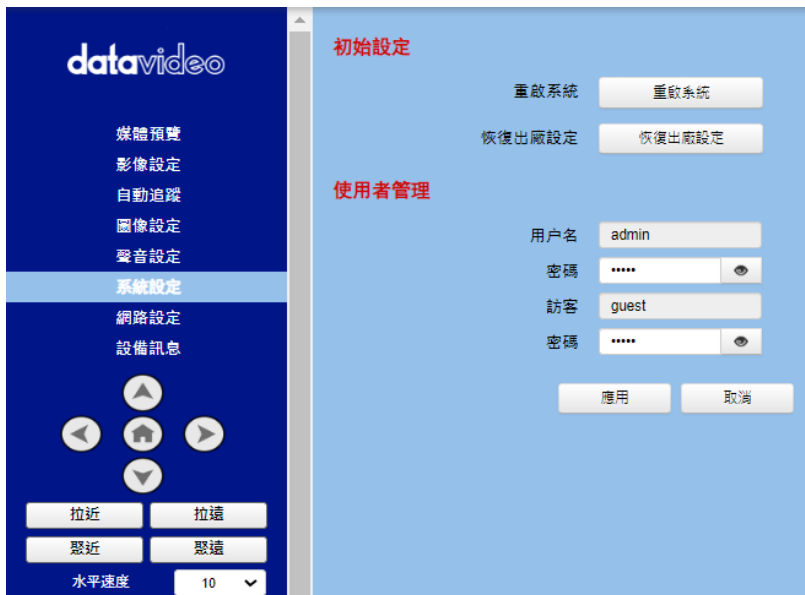 datavideo
媒體預覽
影像設定
自動追蹤
圖像設定
聲音設定
系統設定
網路設定
設備訊息
拉近 拉遠
聚近 聚遠
水平速度 10
初始設定
重啟系統 重啟系統
恢復出廠設定 恢復出廠設定
使用者管理
用户名 admin
密碼 •••••
訪客 guest
密碼 •••••
應用 取消